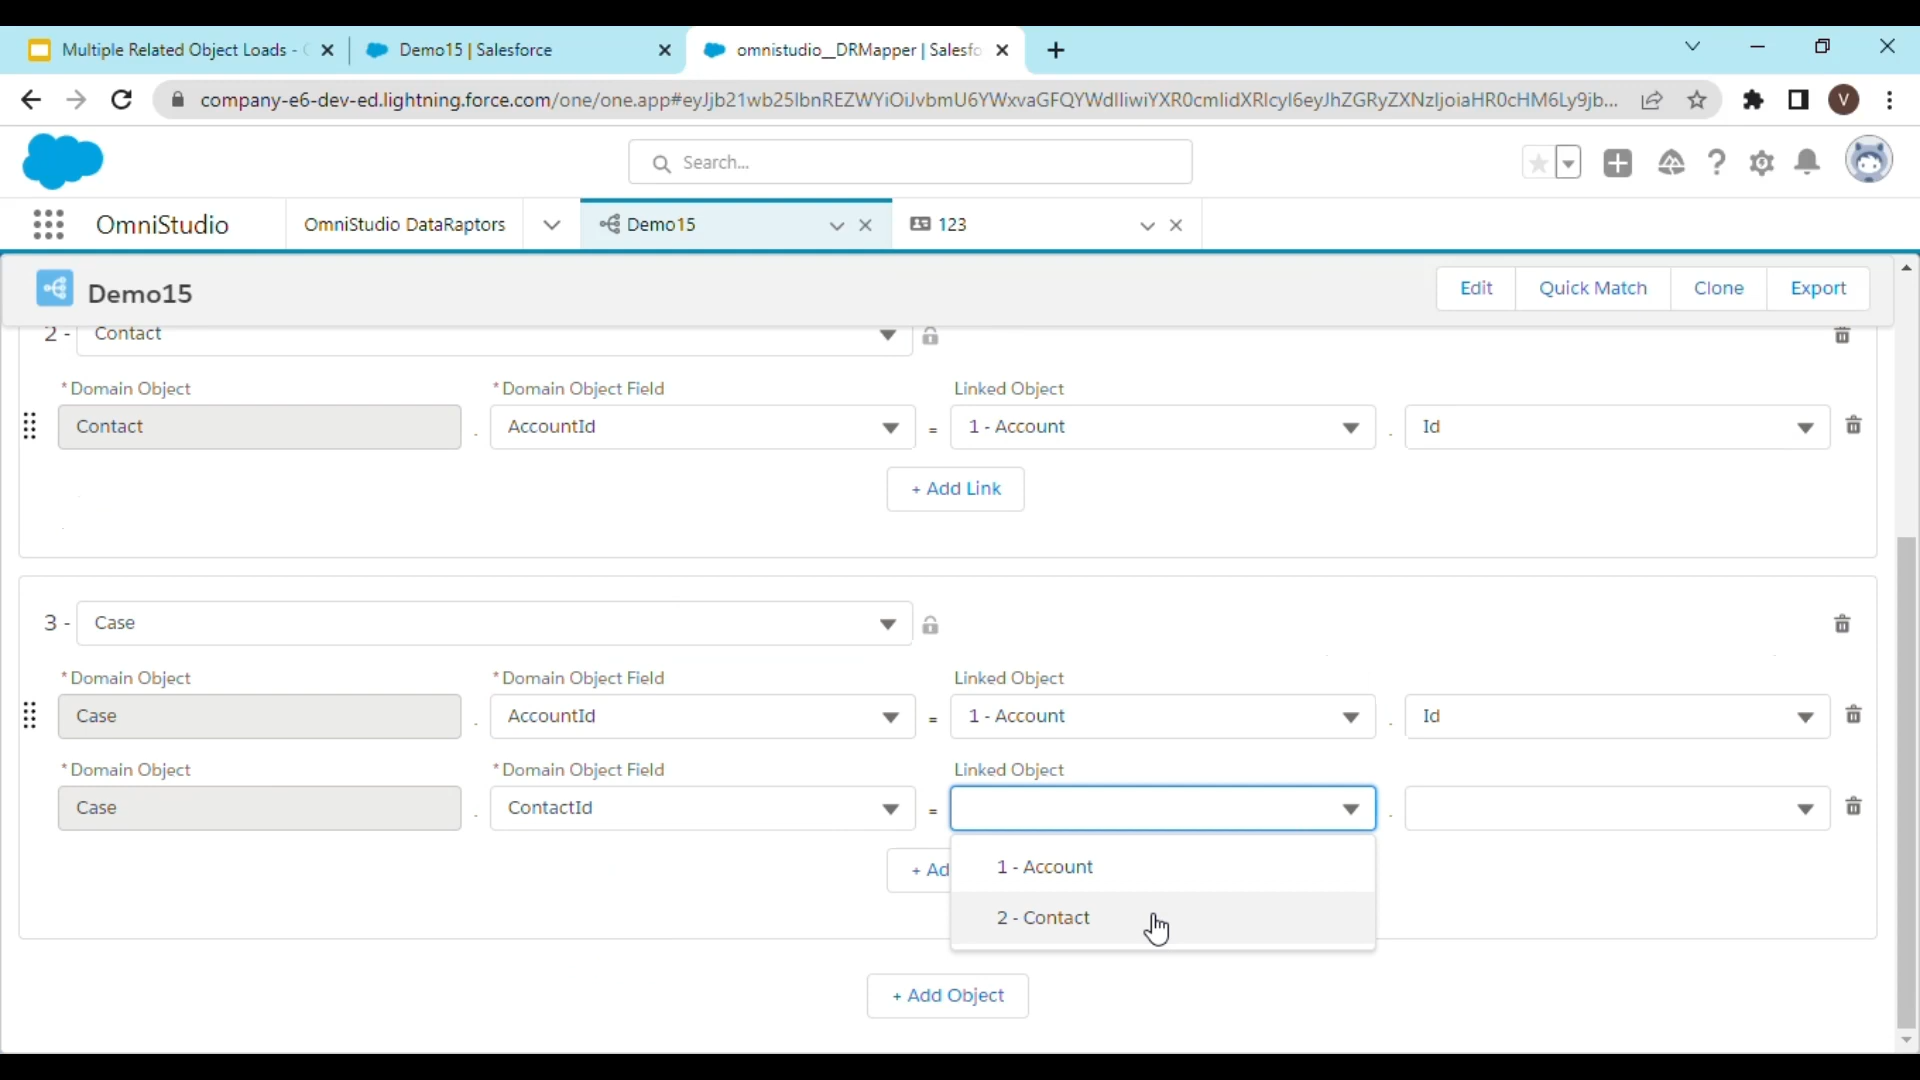 Multiple Related Object Loads -
Demo15 | Salesforce
omnistudio__DRMapper | Salesfo
company-e6-dev-ed.lightning.force.com/one/one.app#eyJjb21wb25lbnREZWYiOiJvbmU6YWxvaGFQYWdlIiwiYXR0cmlidXRlcyI6eyJhZGRyZXNzIjoiaHR0cHM6Ly9jb...
V
Search...
OmniStudio
OmniStudio DataRaptors
Demo15
123
Demo15
Edit
Quick Match
Clone
Export
2 - Contact
* Domain Object * Domain Object Field Linked Object
Contact . AccountId = 1 - Account . Id
+ Add Link
3 - Case
* Domain Object * Domain Object Field Linked Object
Case . AccountId = 1 - Account . Id
* Domain Object * Domain Object Field Linked Object
Case . ContactId = .
1 - Account
+ Ad
2 - Contact
+ Add Object